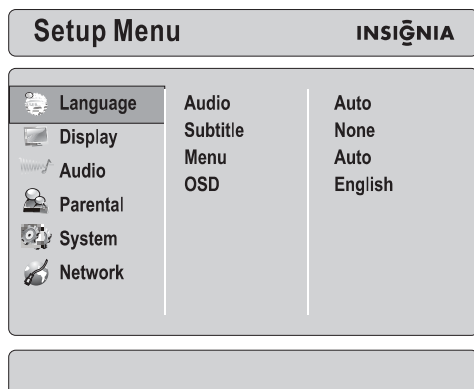 Setup Menu
INSIGNIA
Language
Display
Audio
Parental
System
Network
Audio Auto
Subtitle None
Menu Auto
OSD English